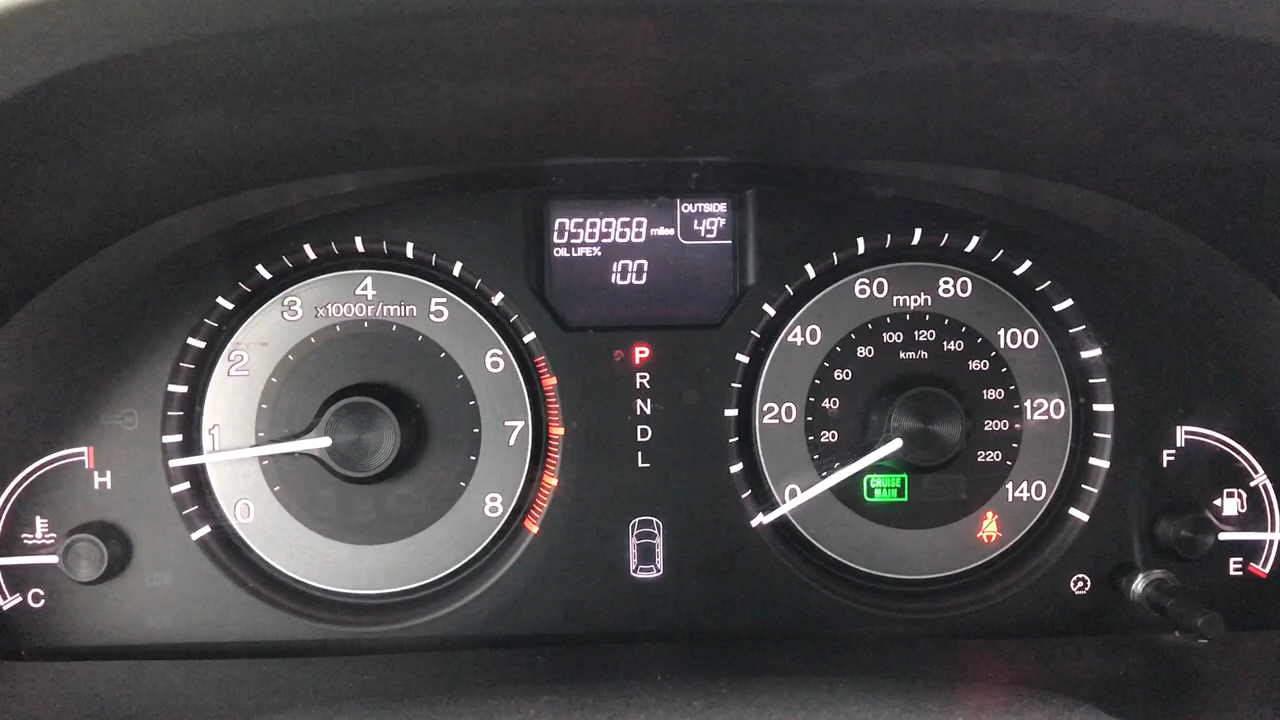 058968 miles
OUTSIDE
49°F
OIL LIFE%
100
0 1 2 3 4 5 6 7 8
x1000r/min
P
R
N
D
L
0 20 40 60 80 100 120 140
mph
20 40 60 80 100 120 140 160 180 200 220
km/h
CRUISE
MAIN
H
C
F
E